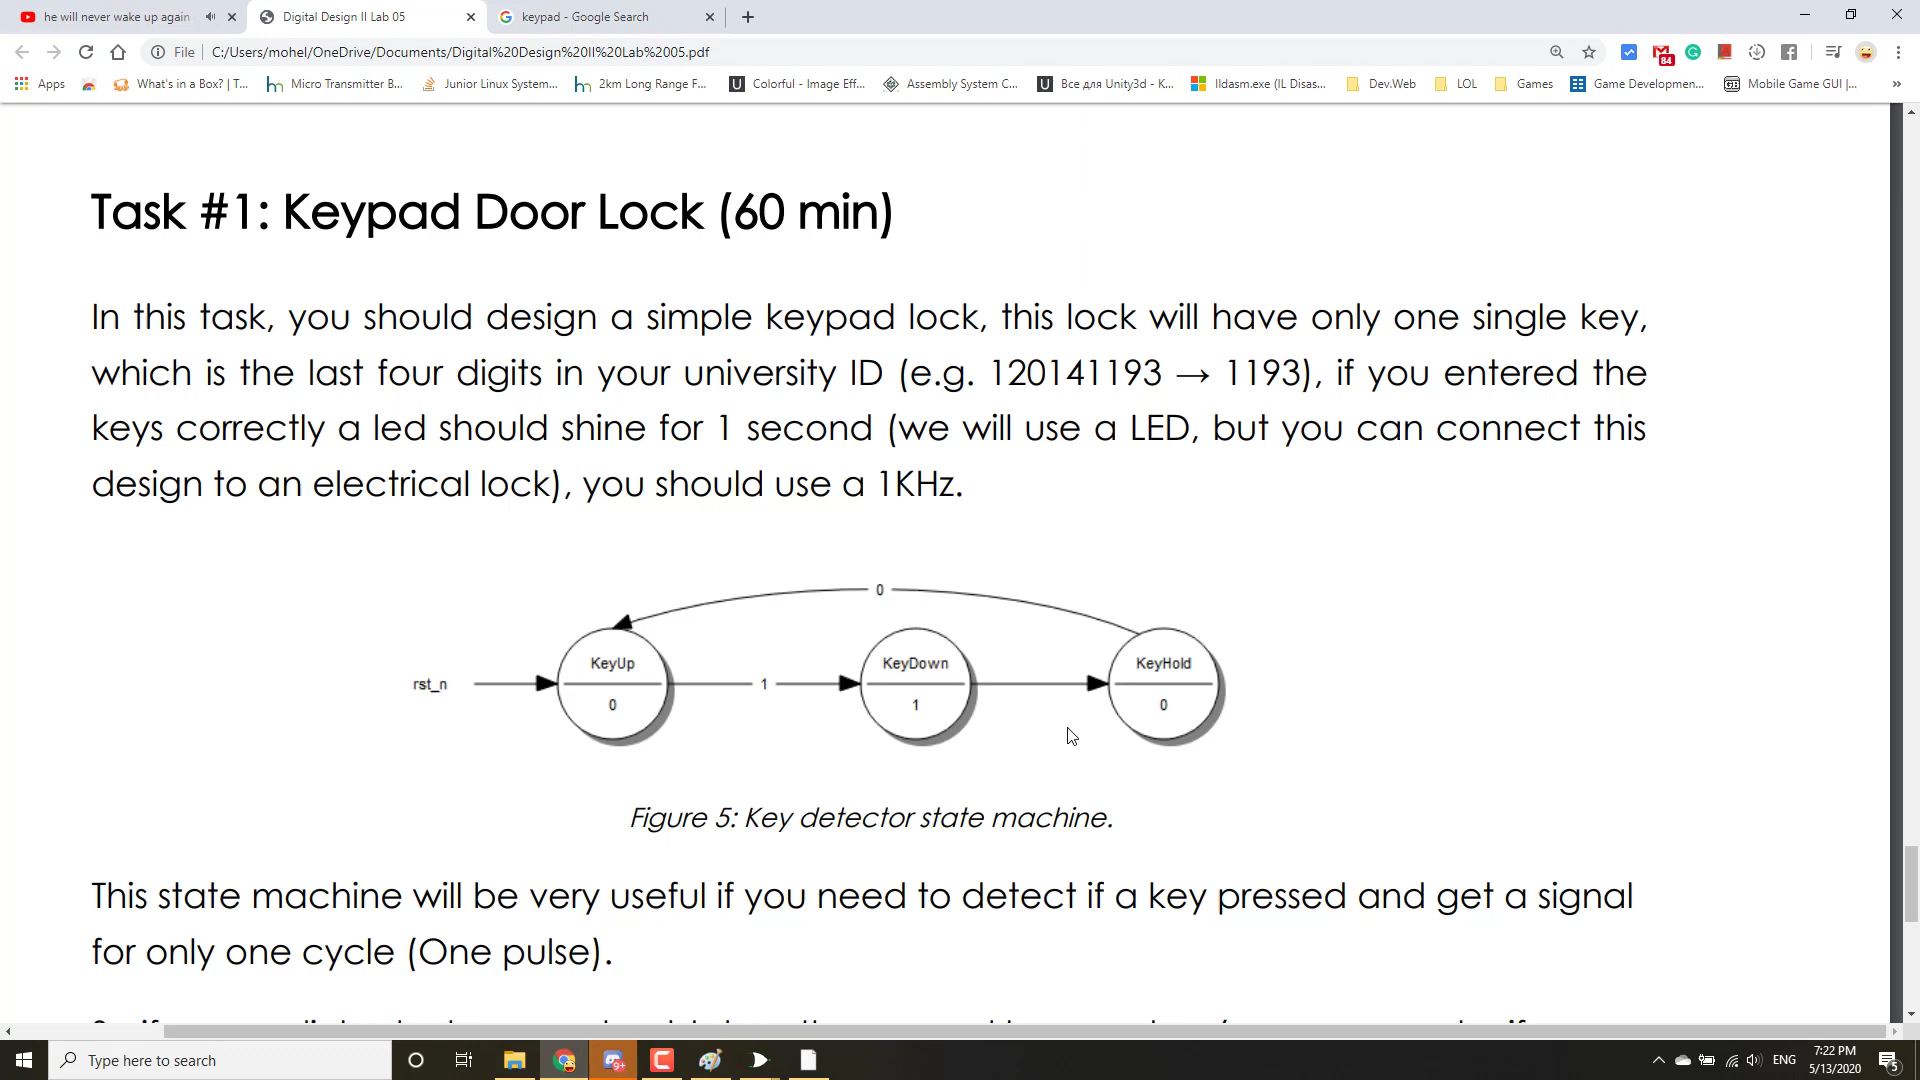 he will never wake up again
Digital Design II Lab 05
keypad - Google Search
File
C:/Users/mohel/OneDrive/Documents/Digital%20Design%20II%20Lab%2005.pdf
84
Apps
What's in a Box? | T...
Micro Transmitter B...
Junior Linux System...
2km Long Range F...
Colorful - Image Eff...
Assembly System C...
Все для Unity3d - K...
Ildasm.exe (IL Disas...
Dev.Web
LOL
Games
Game Developmen...
Mobile Game GUI |...
»
Task #1: Keypad Door Lock (60 min)
In this task, you should design a simple keypad lock, this lock will have only one single key,
which is the last four digits in your university ID (e.g. 120141193 → 1193), if you entered the
keys correctly a led should shine for 1 second (we will use a LED, but you can connect this
design to an electrical lock), you should use a 1KHz.
0
KeyUp
KeyDown
KeyHold
rst_n
1
0
1
0
Figure 5: Key detector state machine.
This state machine will be very useful if you need to detect if a key pressed and get a signal
for only one cycle (One pulse).
Type here to search
9+
ENG
7:22 PM
5/13/2020
5